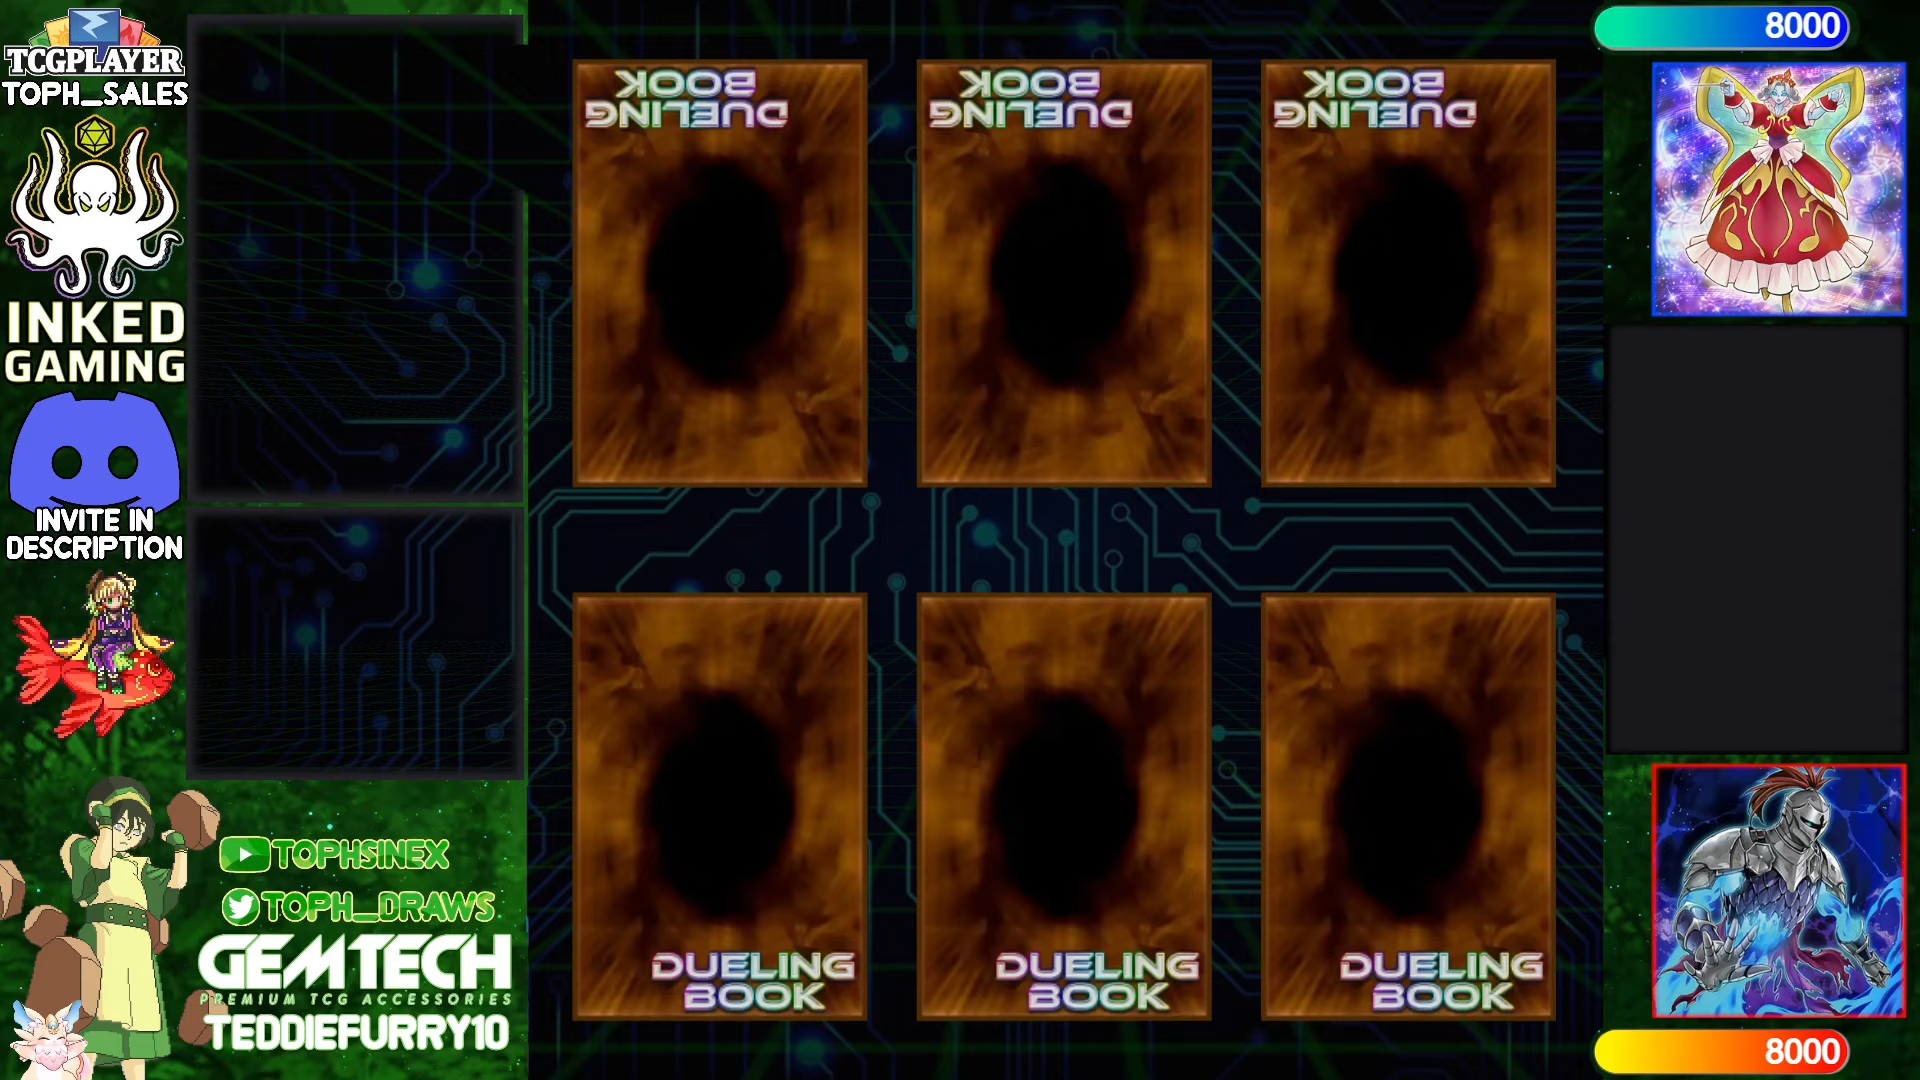 TCGPLAYER
TOPH_SALES
INKED
GAMING
INVITE IN
DESCRIPTION
TOPHSINEX
TOPH_DRAWS
GEMTECH
PREMIUM TCG ACCESSORIES
TEDDIEFURRY10
DUELING
BOOK
DUELING
BOOK
DUELING
BOOK
DUELING
BOOK
DUELING
BOOK
DUELING
BOOK
8000
8000